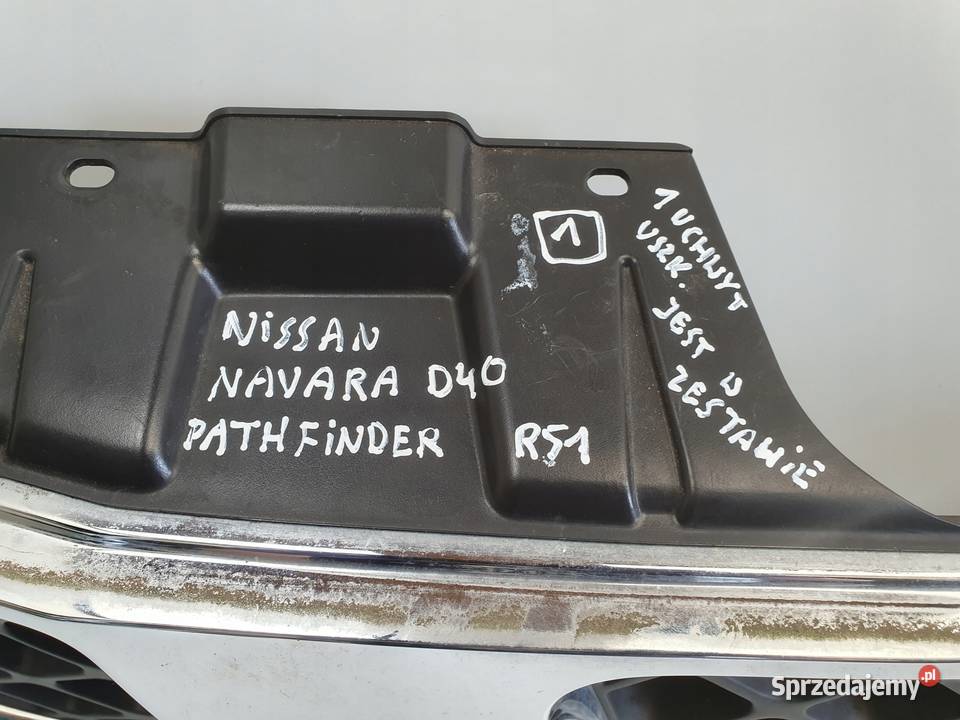 1
1 UCHWYT
USZK. JEST W
ZESTAWIE
NiSSAN
NAVARA D40
PATHFiNDER R51
Sprzedajemy.pl